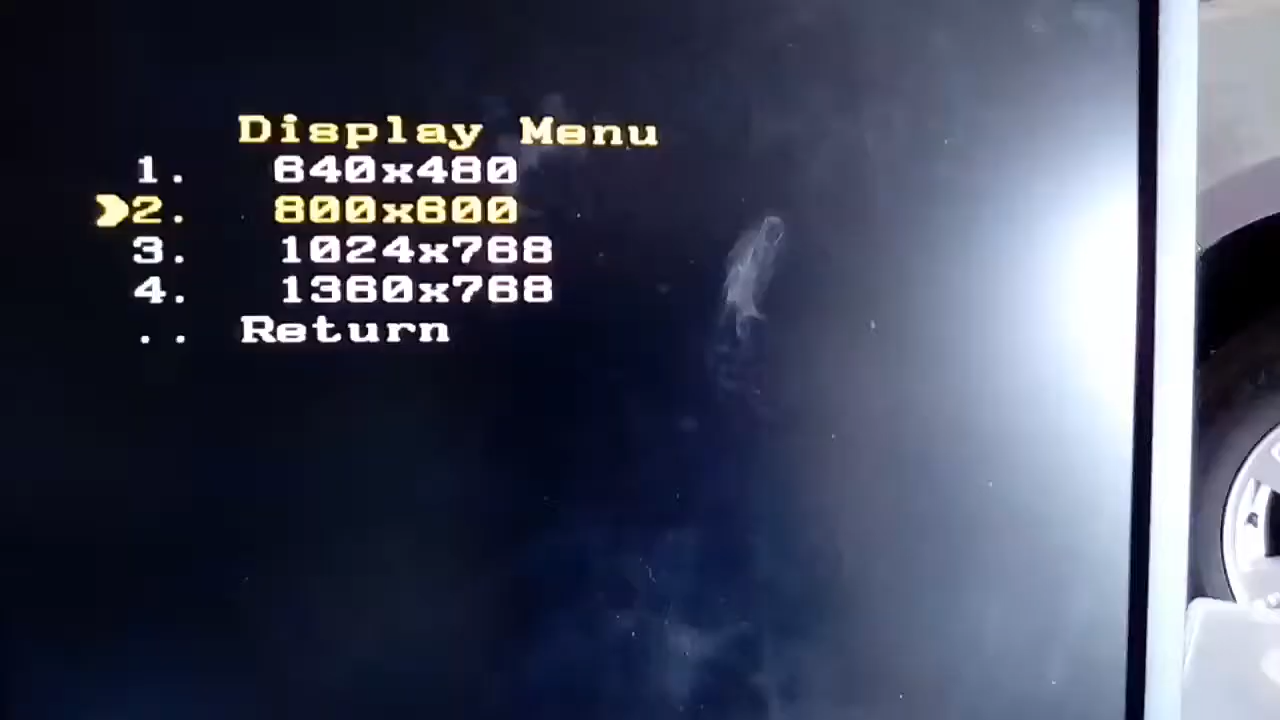 Display Menu
1. 640x480
2. 800x600
3. 1024x768
4. 1360x768
.. Return